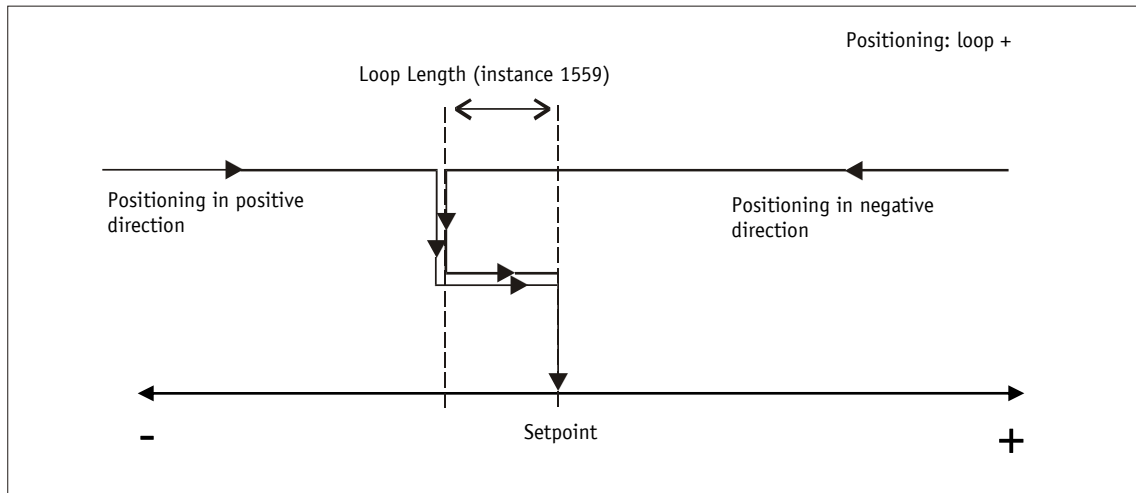 Positioning: loop +
Loop Length (instance 1559)
Positioning in positive
direction
Positioning in negative
direction
-
Setpoint
+